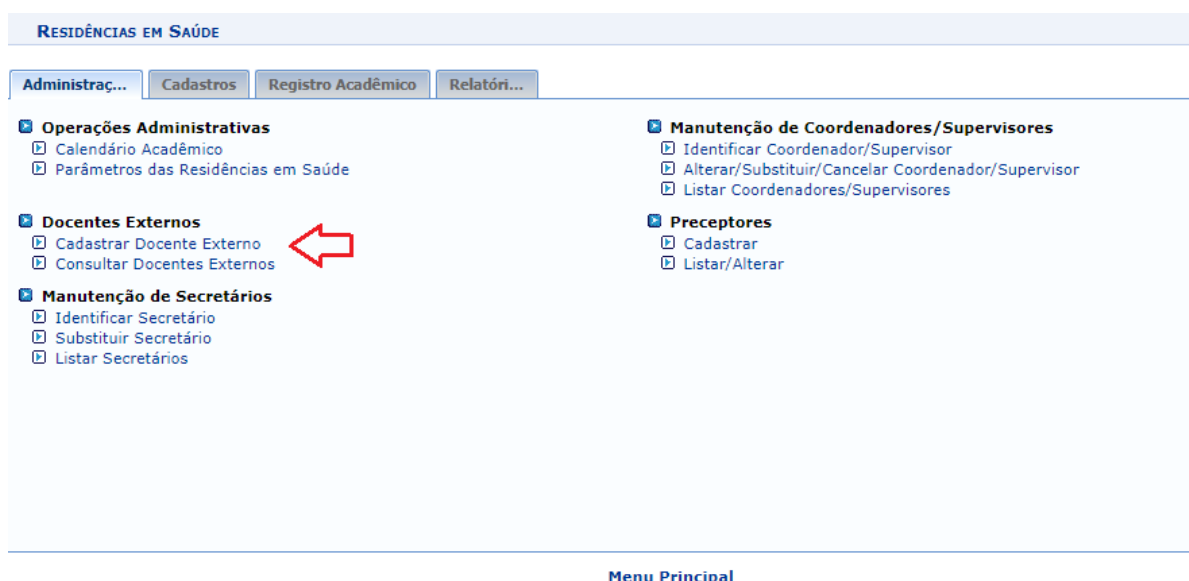 RESIDÊNCIAS EM SAÚDE
Administraç...
Cadastros
Registro Acadêmico
Relatóri...
Operações Administrativas
Calendário Acadêmico
Parâmetros das Residências em Saúde
Docentes Externos
Cadastrar Docente Externo
Consultar Docentes Externos
Manutenção de Secretários
Identificar Secretário
Substituir Secretário
Listar Secretários
Manutenção de Coordenadores/Supervisores
Identificar Coordenador/Supervisor
Alterar/Substituir/Cancelar Coordenador/Supervisor
Listar Coordenadores/Supervisores
Preceptores
Cadastrar
Listar/Alterar
Menu Principal